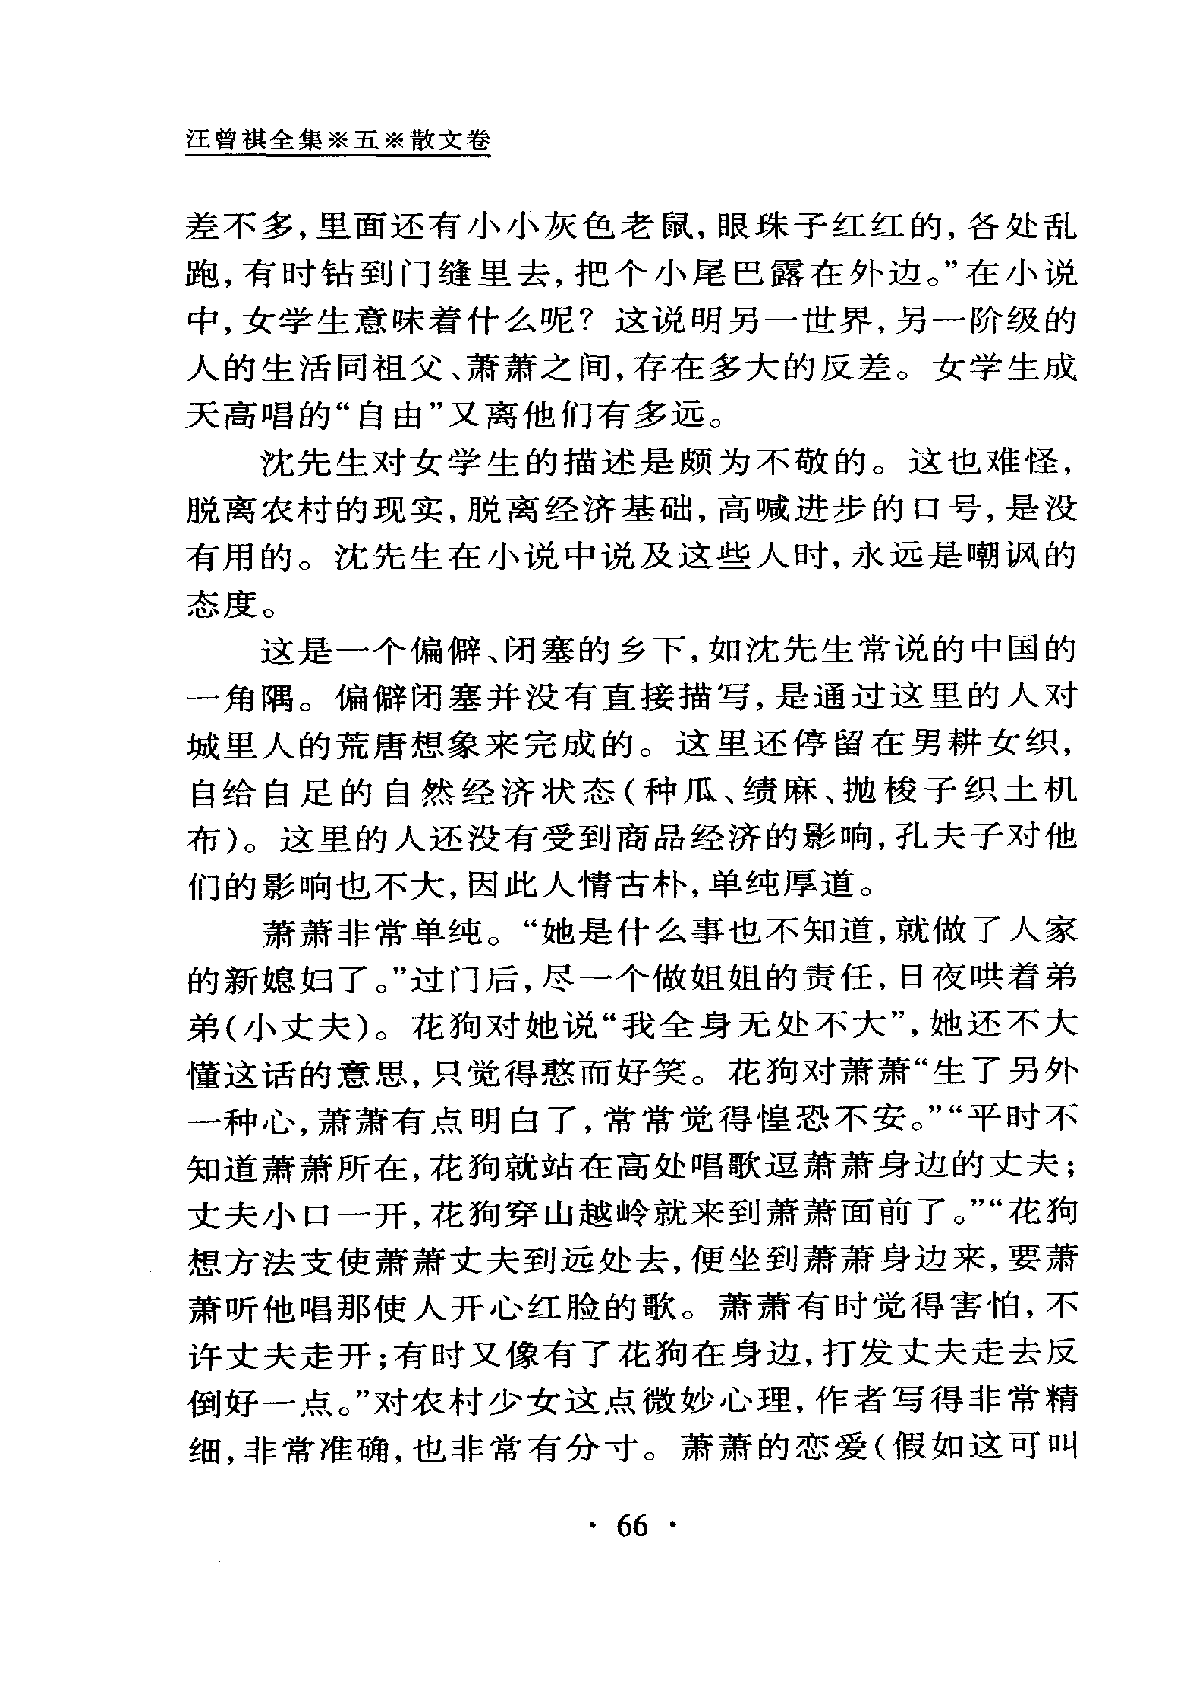 汪曾祺全集※五※散文卷
差不多,里面还有小小灰色老鼠,眼珠子红红的,各处乱
跑,有时钻到门缝里去,把个小尾巴露在外边。”在小说
中,女学生意味着什么呢? 这说明另一世界,另一阶级的
人的生活同祖父、萧萧之间,存在多大的反差。女学生成
天高唱的“自由”又离他们有多远。
沈先生对女学生的描述是颇为不敬的。这也难怪,
脱离农村的现实,脱离经济基础,高喊进步的口号,是没
有用的。沈先生在小说中说及这些人时,永远是嘲讽的
态度。
这是一个偏僻、闭塞的乡下,如沈先生常说的中国的
一角隅。偏僻闭塞并没有直接描写,是通过这里的人对
城里人的荒唐想象来完成的。这里还停留在男耕女织,
自给自足的自然经济状态(种瓜、绩麻、抛梭子织土机
布)。这里的人还没有受到商品经济的影响,孔夫子对他
们的影响也不大,因此人情古朴,单纯厚道。
萧萧非常单纯。“她是什么事也不知道,就做了人家
的新媳妇了。”过门后,尽一个做姐姐的责任,日夜哄着弟
弟(小丈夫)。花狗对她说“我全身无处不大”,她还不大
懂这话的意思,只觉得憨而好笑。花狗对萧萧“生了另外
一种心,萧萧有点明白了,常常觉得惶恐不安。”“平时不
知道萧萧所在,花狗就站在高处唱歌逗萧萧身边的丈夫;
丈夫小口一开,花狗穿山越岭就来到萧萧面前了。”“花狗
想方法支使萧萧丈夫到远处去,便坐到萧萧身边来,要萧
萧听他唱那使人开心红脸的歌。萧萧有时觉得害怕,不
许丈夫走开;有时又像有了花狗在身边,打发丈夫走去反
倒好一点。”对农村少女这点微妙心理,作者写得非常精
细,非常准确,也非常有分寸。萧萧的恋爱(假如这可叫
· 66 ·